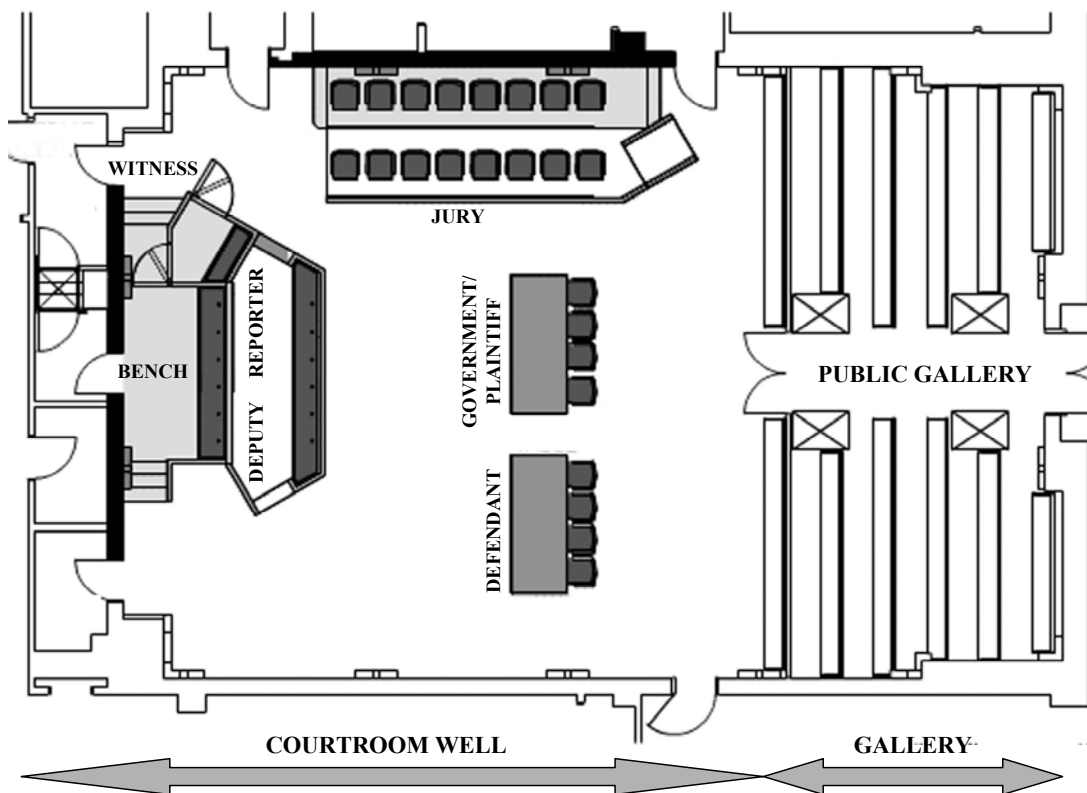 WITNESS
JURY
GOVERNMENT/
PLAINTIFF
REPORTER
BENCH
PUBLIC GALLERY
DEPUTY
DEFENDANT
COURTROOM WELL
GALLERY